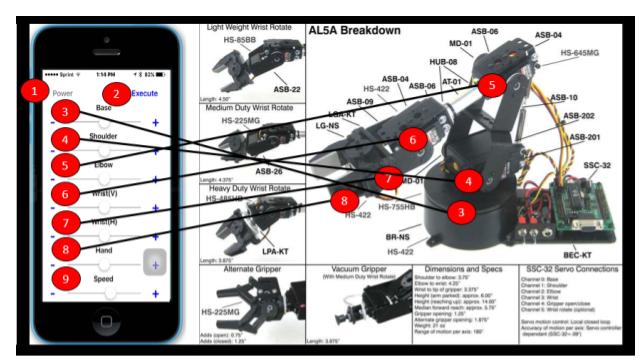 Sprint
1:14 PM
93%
1
Power
2
Execute
3
Base
-
+
4
Shoulder
-
+
5
Elbow
-
+
6
Wrist(V)
-
+
7
Wrist(H)
-
+
8
Hand
-
+
9
Speed
-
+
Light Weight Wrist Rotate
HS-85BB
ASB-22
Length: 4.50"
Medium Duty Wrist Rotate
HS-225MG
ASB-26
Length: 4.375"
Heavy Duty Wrist Rotate
HS-485HB
LPA-KT
Length: 3.875"
AL5A Breakdown
ASB-06
MD-01
ASB-04
HUB-08
HS-645MG
ASB-04
AT-01
HS-422
ASB-06
ASB-09
5
ASB-10
LGA-KT
LG-NS
ASB-202
6
ASB-201
SSC-32
7
MD-01
4
8
HS-755HB
3
HS-422
BR-NS
HS-422
BEC-KT
Alternate Gripper
HS-225MG
Adds (open): 0.75"
Adds (closed): 1.25"
Vacuum Gripper
(With Medium Duty Wrist Rotate)
Length: 3.875"
Dimensions and Specs
Shoulder to elbow: 3.75"
Elbow to wrist: 4.25"
Wrist to tip of gripper: 3.375"
Height (arm parked): approx. 6.00"
Height (reaching up): approx. 14.00"
Median forward reach: approx. 5.75"
Gripper opening: 1.25"
Alternate gripper opening: 1.875"
Weight: 21 oz
Range of motion per axis: 180°
SSC-32 Servo Connections
Channel 0: Base
Channel 1: Shoulder
Channel 2: Elbow
Channel 3: Wrist
Channel 4: Gripper open/close
Channel 5: Wrist rotate (optional)
Servo motion control: Local closed loop
Accuracy of motion per axis: Servo controller
dependant (SSC-32=.09°)